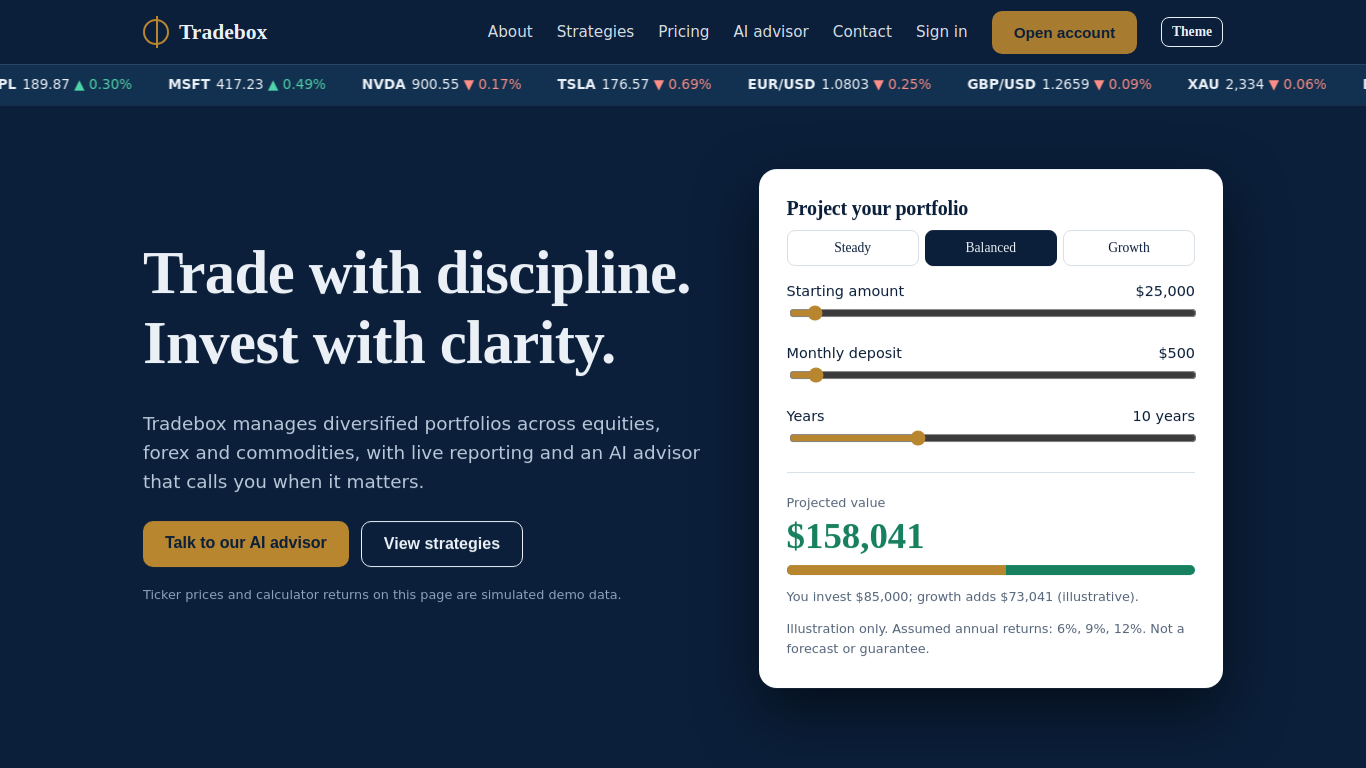 Tradebox
About Strategies Pricing AI advisor Contact Sign in Open account Theme
PL 189.87 ▲ 0.30% MSFT 417.23 ▲ 0.49% NVDA 900.55 ▼ 0.17% TSLA 176.57 ▼ 0.69% EUR/USD 1.0803 ▼ 0.25% GBP/USD 1.2659 ▼ 0.09% XAU 2,334 ▼ 0.06%
Trade with discipline.
Invest with clarity.
Tradebox manages diversified portfolios across equities,
forex and commodities, with live reporting and an AI advisor
that calls you when it matters.
Talk to our AI advisor View strategies
Ticker prices and calculator returns on this page are simulated demo data.
Project your portfolio
Steady Balanced Growth
Starting amount $25,000
Monthly deposit $500
Years 10 years
Projected value
$158,041
You invest $85,000; growth adds $73,041 (illustrative).
Illustration only. Assumed annual returns: 6%, 9%, 12%. Not a
forecast or guarantee.